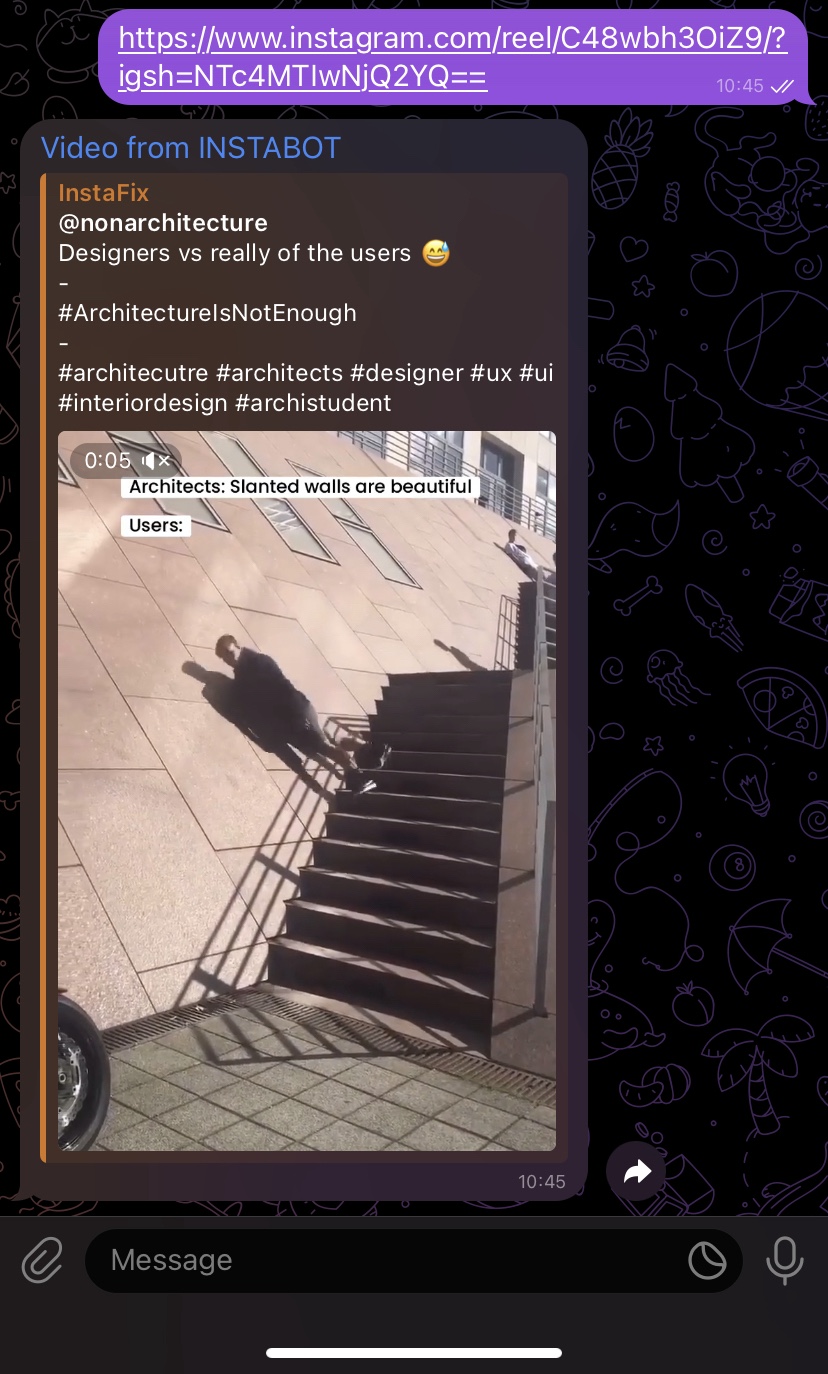 https://www.instagram.com/reel/C48wbh3OiZ9/?
igsh=NTc4MTIwNjQ2YQ==
10:45
Video from INSTABOT
InstaFix
@nonarchitecture
Designers vs really of the users 😅
-
#ArchitectureIsNotEnough
-
#architecutre #architects #designer #ux #ui
#interiordesign #archistudent
0:05
Architects: Slanted walls are beautiful
Users:
10:45
Message